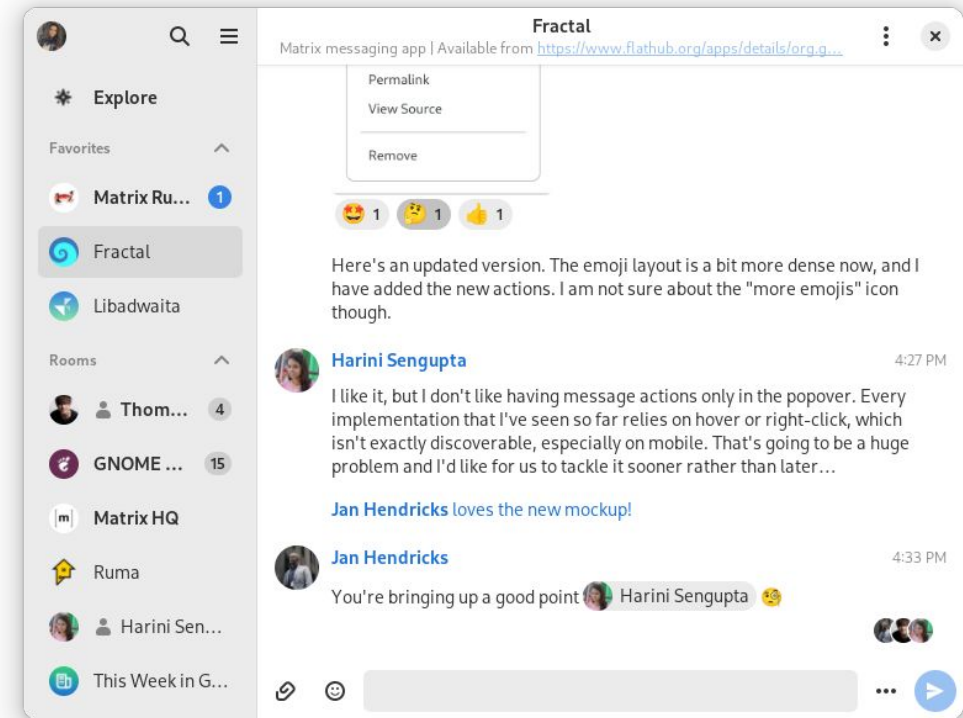 Explore
Favorites
Matrix Ru...
1
Fractal
Libadwaita
Rooms
Thom...
4
GNOME ...
15
|m|
Matrix HQ
Ruma
Harini Sen...
This Week in G...
Fractal
Matrix messaging app | Available from https://www.flathub.org/apps/details/org.g...
Permalink
View Source
Remove
🤩 1 🤔 1 👍 1
Here's an updated version. The emoji layout is a bit more dense now, and I
have added the new actions. I am not sure about the "more emojis" icon
though.
Harini Sengupta
4:27 PM
I like it, but I don't like having message actions only in the popover. Every
implementation that I've seen so far relies on hover or right-click, which
isn't exactly discoverable, especially on mobile. That's going to be a huge
problem and I'd like for us to tackle it sooner rather than later…
Jan Hendricks loves the new mockup!
Jan Hendricks
4:33 PM
You're bringing up a good point Harini Sengupta 🧐